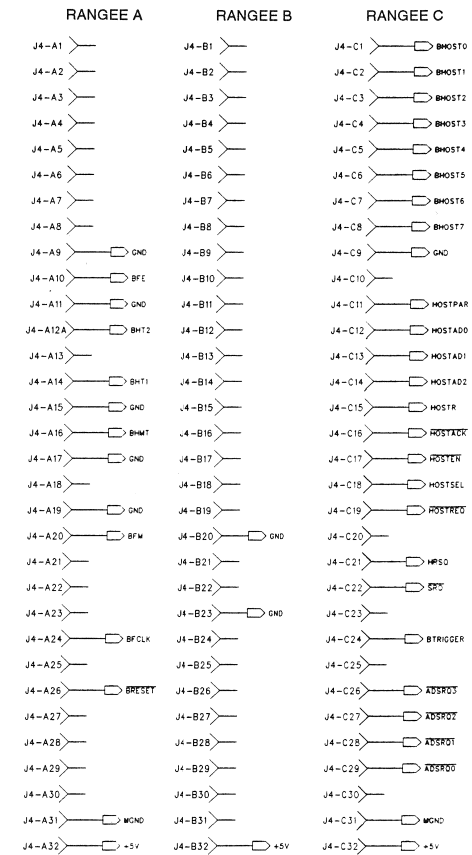 RANGEE A RANGEE B RANGEE C
J4-A1 J4-B1 J4-C1 BHOST0
J4-A2 J4-B2 J4-C2 BHOST1
J4-A3 J4-B3 J4-C3 BHOST2
J4-A4 J4-B4 J4-C4 BHOST3
J4-A5 J4-B5 J4-C5 BHOST4
J4-A6 J4-B6 J4-C6 BHOST5
J4-A7 J4-B7 J4-C7 BHOST6
J4-A8 J4-B8 J4-C8 BHOST7
J4-A9 GND J4-B9 J4-C9 GND
J4-A10 BFE J4-B10 J4-C10
J4-A11 GND J4-B11 J4-C11 HOSTPAR
J4-A12A BHT2 J4-B12 J4-C12 HOSTAD0
J4-A13 J4-B13 J4-C13 HOSTAD1
J4-A14 BHT1 J4-B14 J4-C14 HOSTAD2
J4-A15 GND J4-B15 J4-C15 HOSTR
J4-A16 BHMT J4-B16 J4-C16 HOSTACK
J4-A17 GND J4-B17 J4-C17 HOSTEN
J4-A18 J4-B18 J4-C18 HOSTSEL
J4-A19 GND J4-B19 J4-C19 HOSTREQ
J4-A20 BFM J4-B20 GND J4-C20
J4-A21 J4-B21 J4-C21 MRSQ
J4-A22 J4-B22 J4-C22 SRD
J4-A23 J4-B23 GND J4-C23
J4-A24 BFCLK J4-B24 J4-C24 BTRIGGER
J4-A25 J4-B25 J4-C25
J4-A26 BRESET J4-B26 J4-C26 ADSRQ3
J4-A27 J4-B27 J4-C27 ADSRQ2
J4-A28 J4-B28 J4-C28 ADSRQ1
J4-A29 J4-B29 J4-C29 ADSRQ0
J4-A30 J4-B30 J4-C30
J4-A31 MGND J4-B31 J4-C31 MGND
J4-A32 +5V J4-B32 +5V J4-C32 +5V